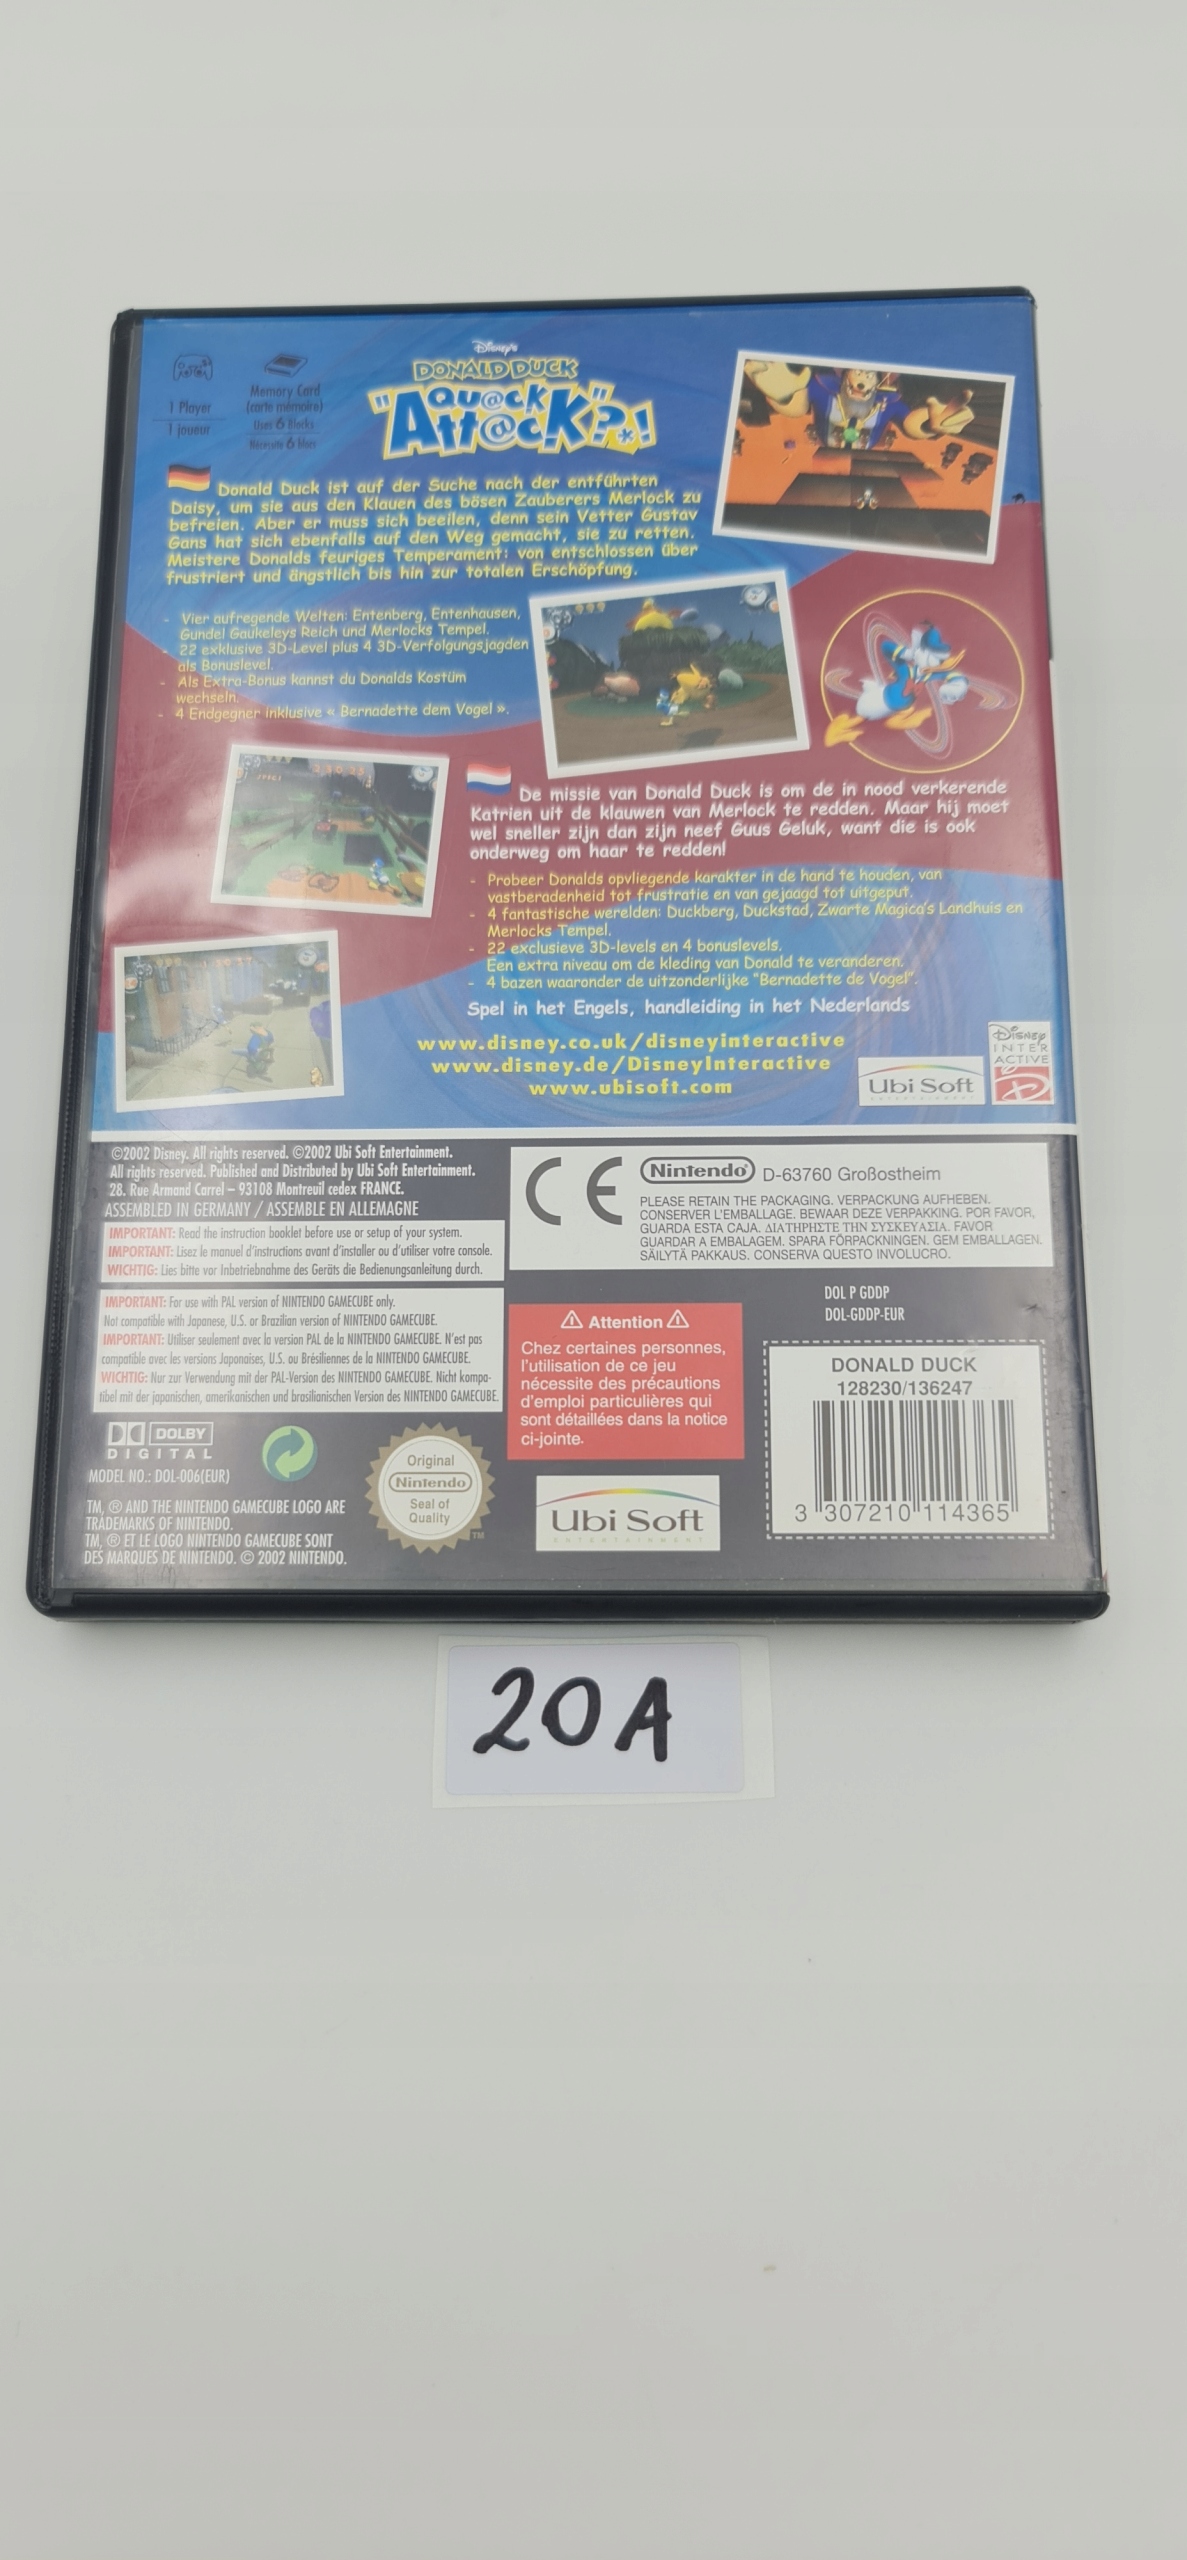 1 Player
1 joueur
Memory Card
(carte mémoire)
Uses 6 Blocks
Nécessite 6 blocs
Disney's
DONALD DUCK
"QU@CK
Att@cK"?*!
Donald Duck ist auf der Suche nach der entführten
Daisy, um sie aus den Klauen des bösen Zauberers Merlock zu
befreien. Aber er muss sich beeilen, denn sein Vetter Gustav
Gans hat sich ebenfalls auf den Weg gemacht, sie zu retten.
Meistere Donalds feuriges Temperament: von entschlossen über
frustriert und ängstlich bis hin zur totalen Erschöpfung.
- Vier aufregende Welten: Entenberg, Entenhausen,
Gundel Gaukeleys Reich und Merlocks Tempel.
- 22 exklusive 3D-Level plus 4 3D-Verfolgungsjagden
als Bonuslevel.
- Als Extra-Bonus kannst du Donalds Kostüm
wechseln.
- 4 Endgegner inklusive « Bernadette dem Vogel ».
De missie van Donald Duck is om de in nood verkerende
Katrien uit de klauwen van Merlock te redden. Maar hij moet
wel sneller zijn dan zijn neef Guus Geluk, want die is ook
onderweg om haar te redden!
- Probeer Donalds opvliegende karakter in de hand te houden, van
vastberadenheid tot frustratie en van gejaagd tot uitgeput.
- 4 fantastische werelden: Duckberg, Duckstad, Zwarte Magica's Landhuis en
Merlocks Tempel.
- 22 exclusieve 3D-levels en 4 bonuslevels.
Een extra niveau om de kleding van Donald te veranderen.
- 4 bazen waaronder de uitzonderlijke "Bernadette de Vogel".
Spel in het Engels, handleiding in het Nederlands
www.disney.co.uk/disneyinteractive
www.disney.de/DisneyInteractive
www.ubisoft.com
Ubi Soft
ENTERTAINMENT
DISNEY
INTER
ACTIVE
©2002 Disney. All rights reserved. ©2002 Ubi Soft Entertainment.
All rights reserved. Published and Distributed by Ubi Soft Entertainment.
28, Rue Armand Carrel – 93108 Montreuil cedex FRANCE.
ASSEMBLED IN GERMANY / ASSEMBLE EN ALLEMAGNE
IMPORTANT: Read the instruction booklet before use or setup of your system.
IMPORTANT: Lisez le manuel d'instructions avant d'installer ou d'utiliser votre console.
WICHTIG: Lies bitte vor Inbetriebnahme des Geräts die Bedienungsanleitung durch.
IMPORTANT: For use with PAL version of NINTENDO GAMECUBE only.
Not compatible with Japanese, U.S. or Brazilian version of NINTENDO GAMECUBE.
IMPORTANT: Utiliser seulement avec la version PAL de la NINTENDO GAMECUBE. N'est pas
compatible avec les versions Japonaises, U.S. ou Brésiliennes de la NINTENDO GAMECUBE.
WICHTIG: Nur zur Verwendung mit der PAL-Version des NINTENDO GAMECUBE. Nicht kompa-
tibel mit der japanischen, amerikanischen und brasilianischen Version des NINTENDO GAMECUBE.
DOLBY
DIGITAL
MODEL NO.: DOL-006(EUR)
TM, ® AND THE NINTENDO GAMECUBE LOGO ARE
TRADEMARKS OF NINTENDO.
TM, ® ET LE LOGO NINTENDO GAMECUBE SONT
DES MARQUES DE NINTENDO. © 2002 NINTENDO.
Original
Nintendo
Seal of
Quality
TM
CE
Nintendo® D-63760 Großostheim
PLEASE RETAIN THE PACKAGING. VERPACKUNG AUFHEBEN.
CONSERVER L'EMBALLAGE. BEWAAR DEZE VERPAKKING. POR FAVOR,
GUARDA ESTA CAJA. ΔΙΑΤΗΡΗΣΤΕ ΤΗΝ ΣΥΣΚΕΥΑΣΙΑ. FAVOR
GUARDAR A EMBALAGEM. SPARA FÖRPACKNINGEN. GEM EMBALLAGEN.
SÄILYTÄ PAKKAUS. CONSERVA QUESTO INVOLUCRO.
Attention
Chez certaines personnes,
l'utilisation de ce jeu
nécessite des précautions
d'emploi particulières qui
sont détaillées dans la notice
ci-jointe.
Ubi Soft
ENTERTAINMENT
DOL P GDDP
DOL-GDDP-EUR
DONALD DUCK
128230/136247
3 307210 114365
20A